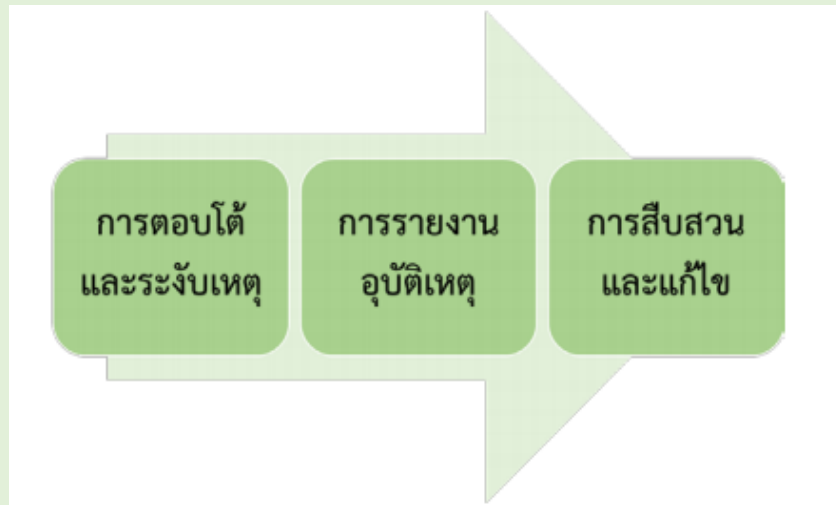 การตอบโต้
และระงับเหตุ
การรายงาน
อุบัติเหตุ
การสืบสวน
และแก้ไข